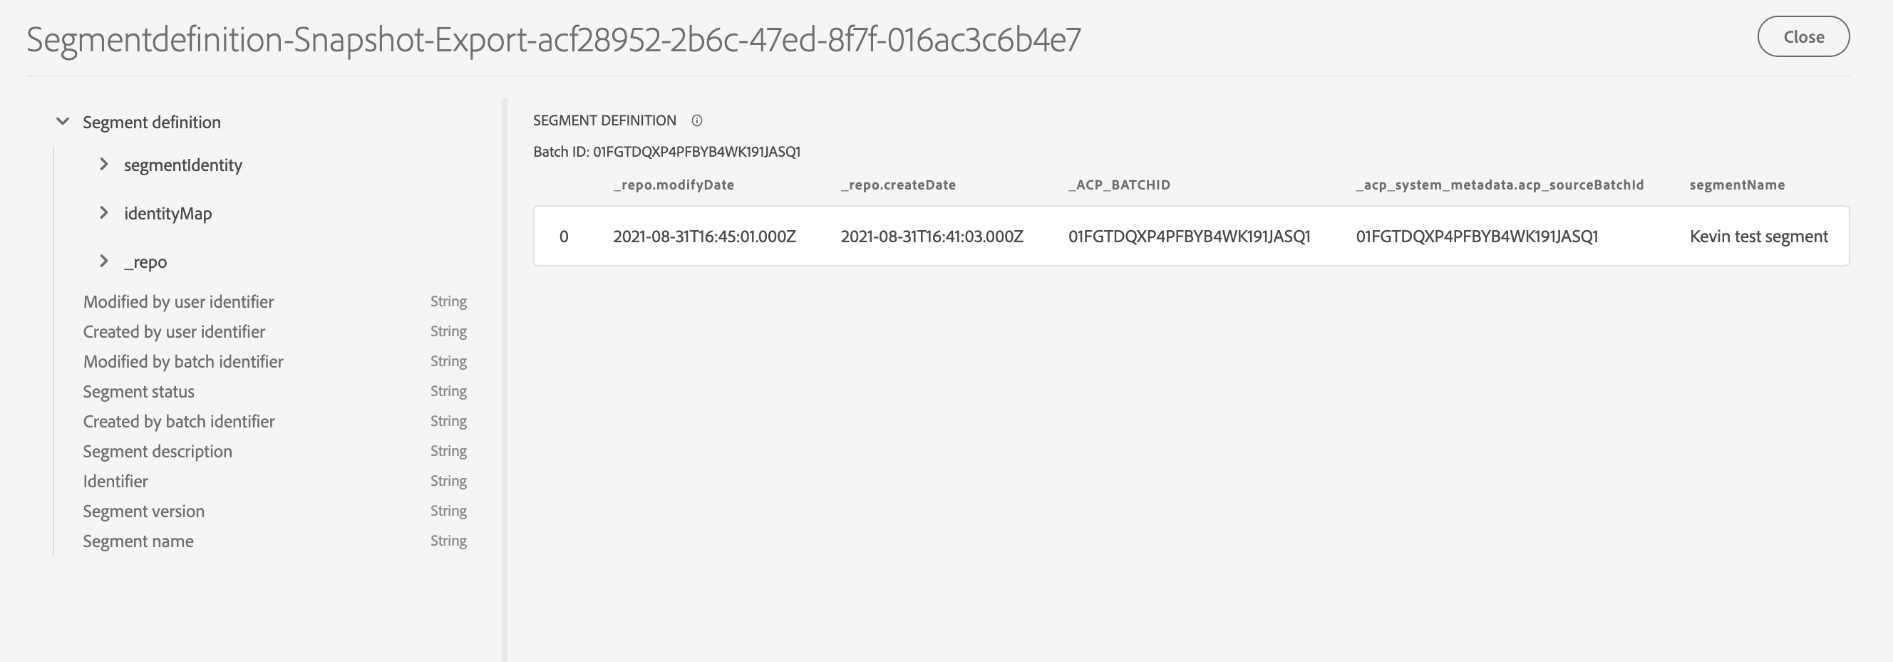 Segmentdefinition-Snapshot-Export-acf28952-2b6c-47ed-8f7f-016ac3c6b4e7
Close
Segment definition
segmentIdentity
identityMap
_repo
Modified by user identifier String
Created by user identifier String
Modified by batch identifier String
Segment status String
Created by batch identifier String
Segment description String
Identifier String
Segment version String
Segment name String
SEGMENT DEFINITION
Batch ID: 01FGTDQXP4PFBYB4WK191JASQ1
_repo.modifyDate _repo.createDate _ACP_BATCHID _acp_system_metadata.acp_sourceBatchId segmentName
0 2021-08-31T16:45:01.000Z 2021-08-31T16:41:03.000Z 01FGTDQXP4PFBYB4WK191JASQ1 01FGTDQXP4PFBYB4WK191JASQ1 Kevin test segment